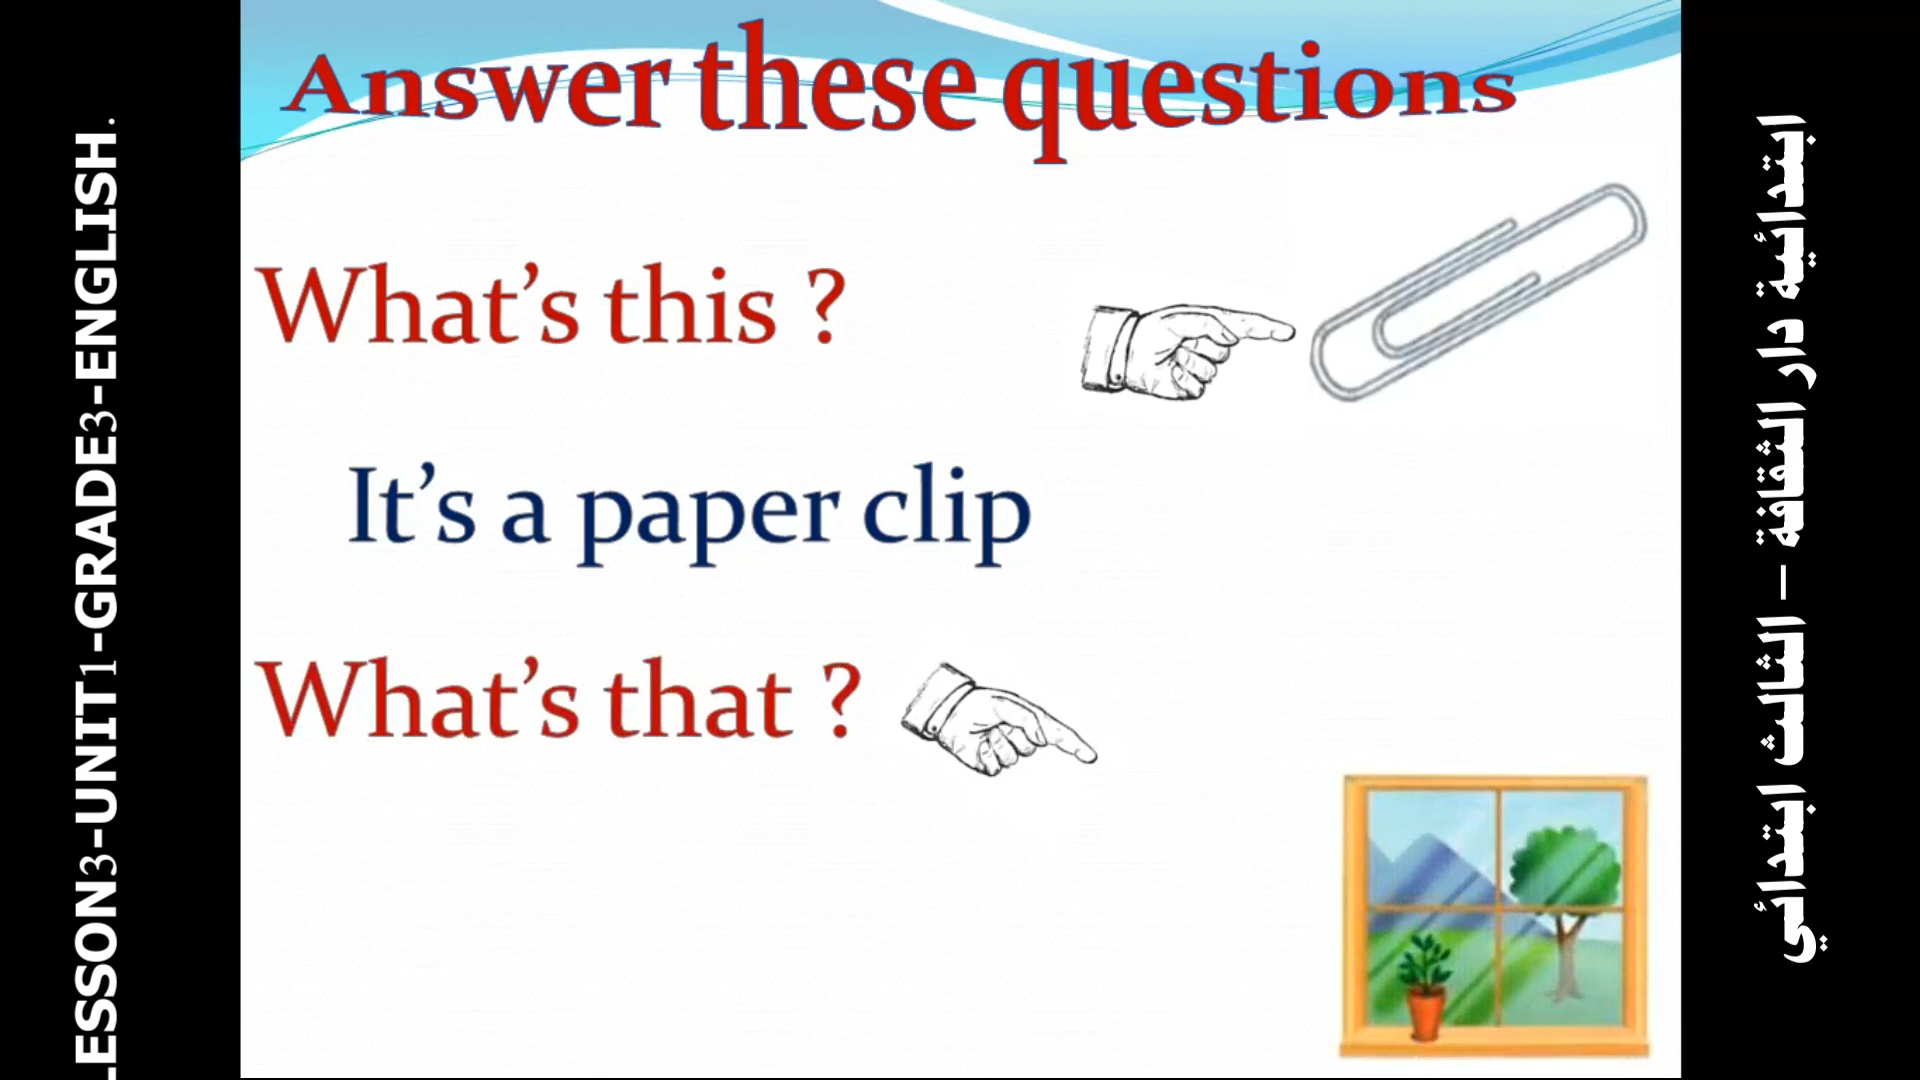 Answer these questions
What's this ?
It's a paper clip
What's that ?
LESSON3-UNIT1-GRADE3-ENGLISH.
ابتدائية دار الثقافة – الثالث ابتدائي